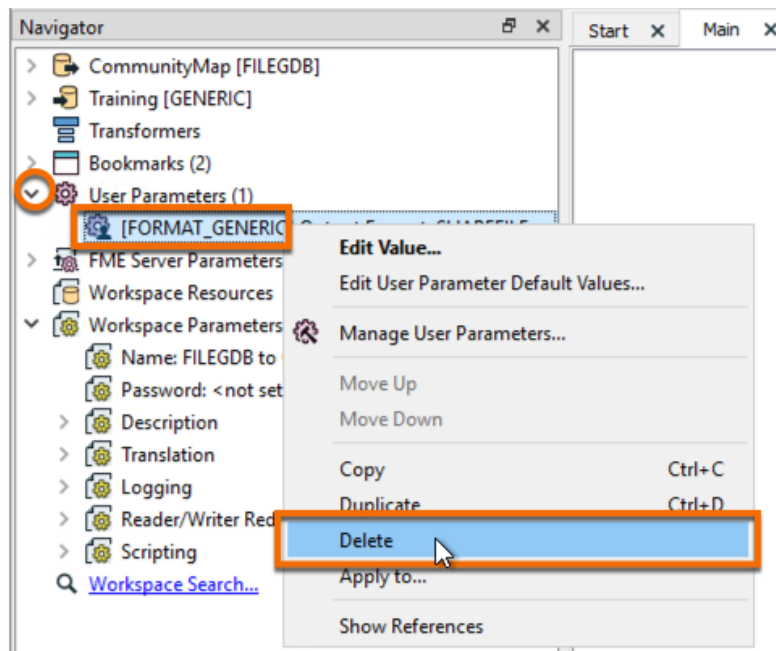 Navigator
Start
Main
CommunityMap [FILEGDB]
Training [GENERIC]
Transformers
Bookmarks (2)
User Parameters (1)
[FORMAT_GENERIC
FME Server Parameters
Workspace Resources
Workspace Parameters
Name: FILEGDB to
Password: <not set
Description
Translation
Logging
Reader/Writer Red
Scripting
Workspace Search...
Edit Value...
Edit User Parameter Default Values...
Manage User Parameters...
Move Up
Move Down
Copy Ctrl+C
Duplicate Ctrl+D
Delete
Apply to...
Show References